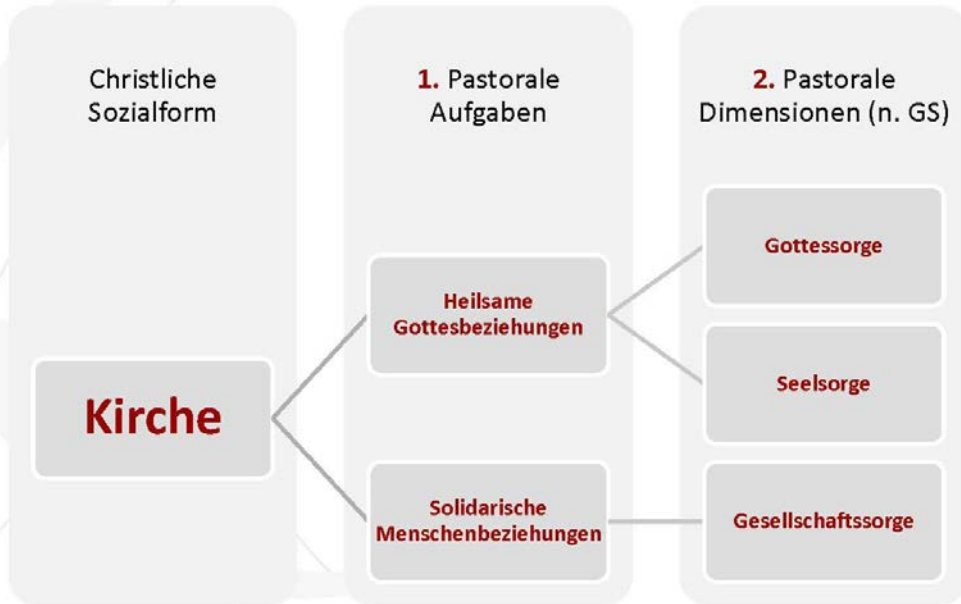 Christliche
Sozialform
Kirche
1. Pastorale
Aufgaben
Heilsame
Gottesbeziehungen
Solidarische
Menschenbeziehungen
2. Pastorale
Dimensionen (n. GS)
Gottessorge
Seelsorge
Gesellschaftssorge